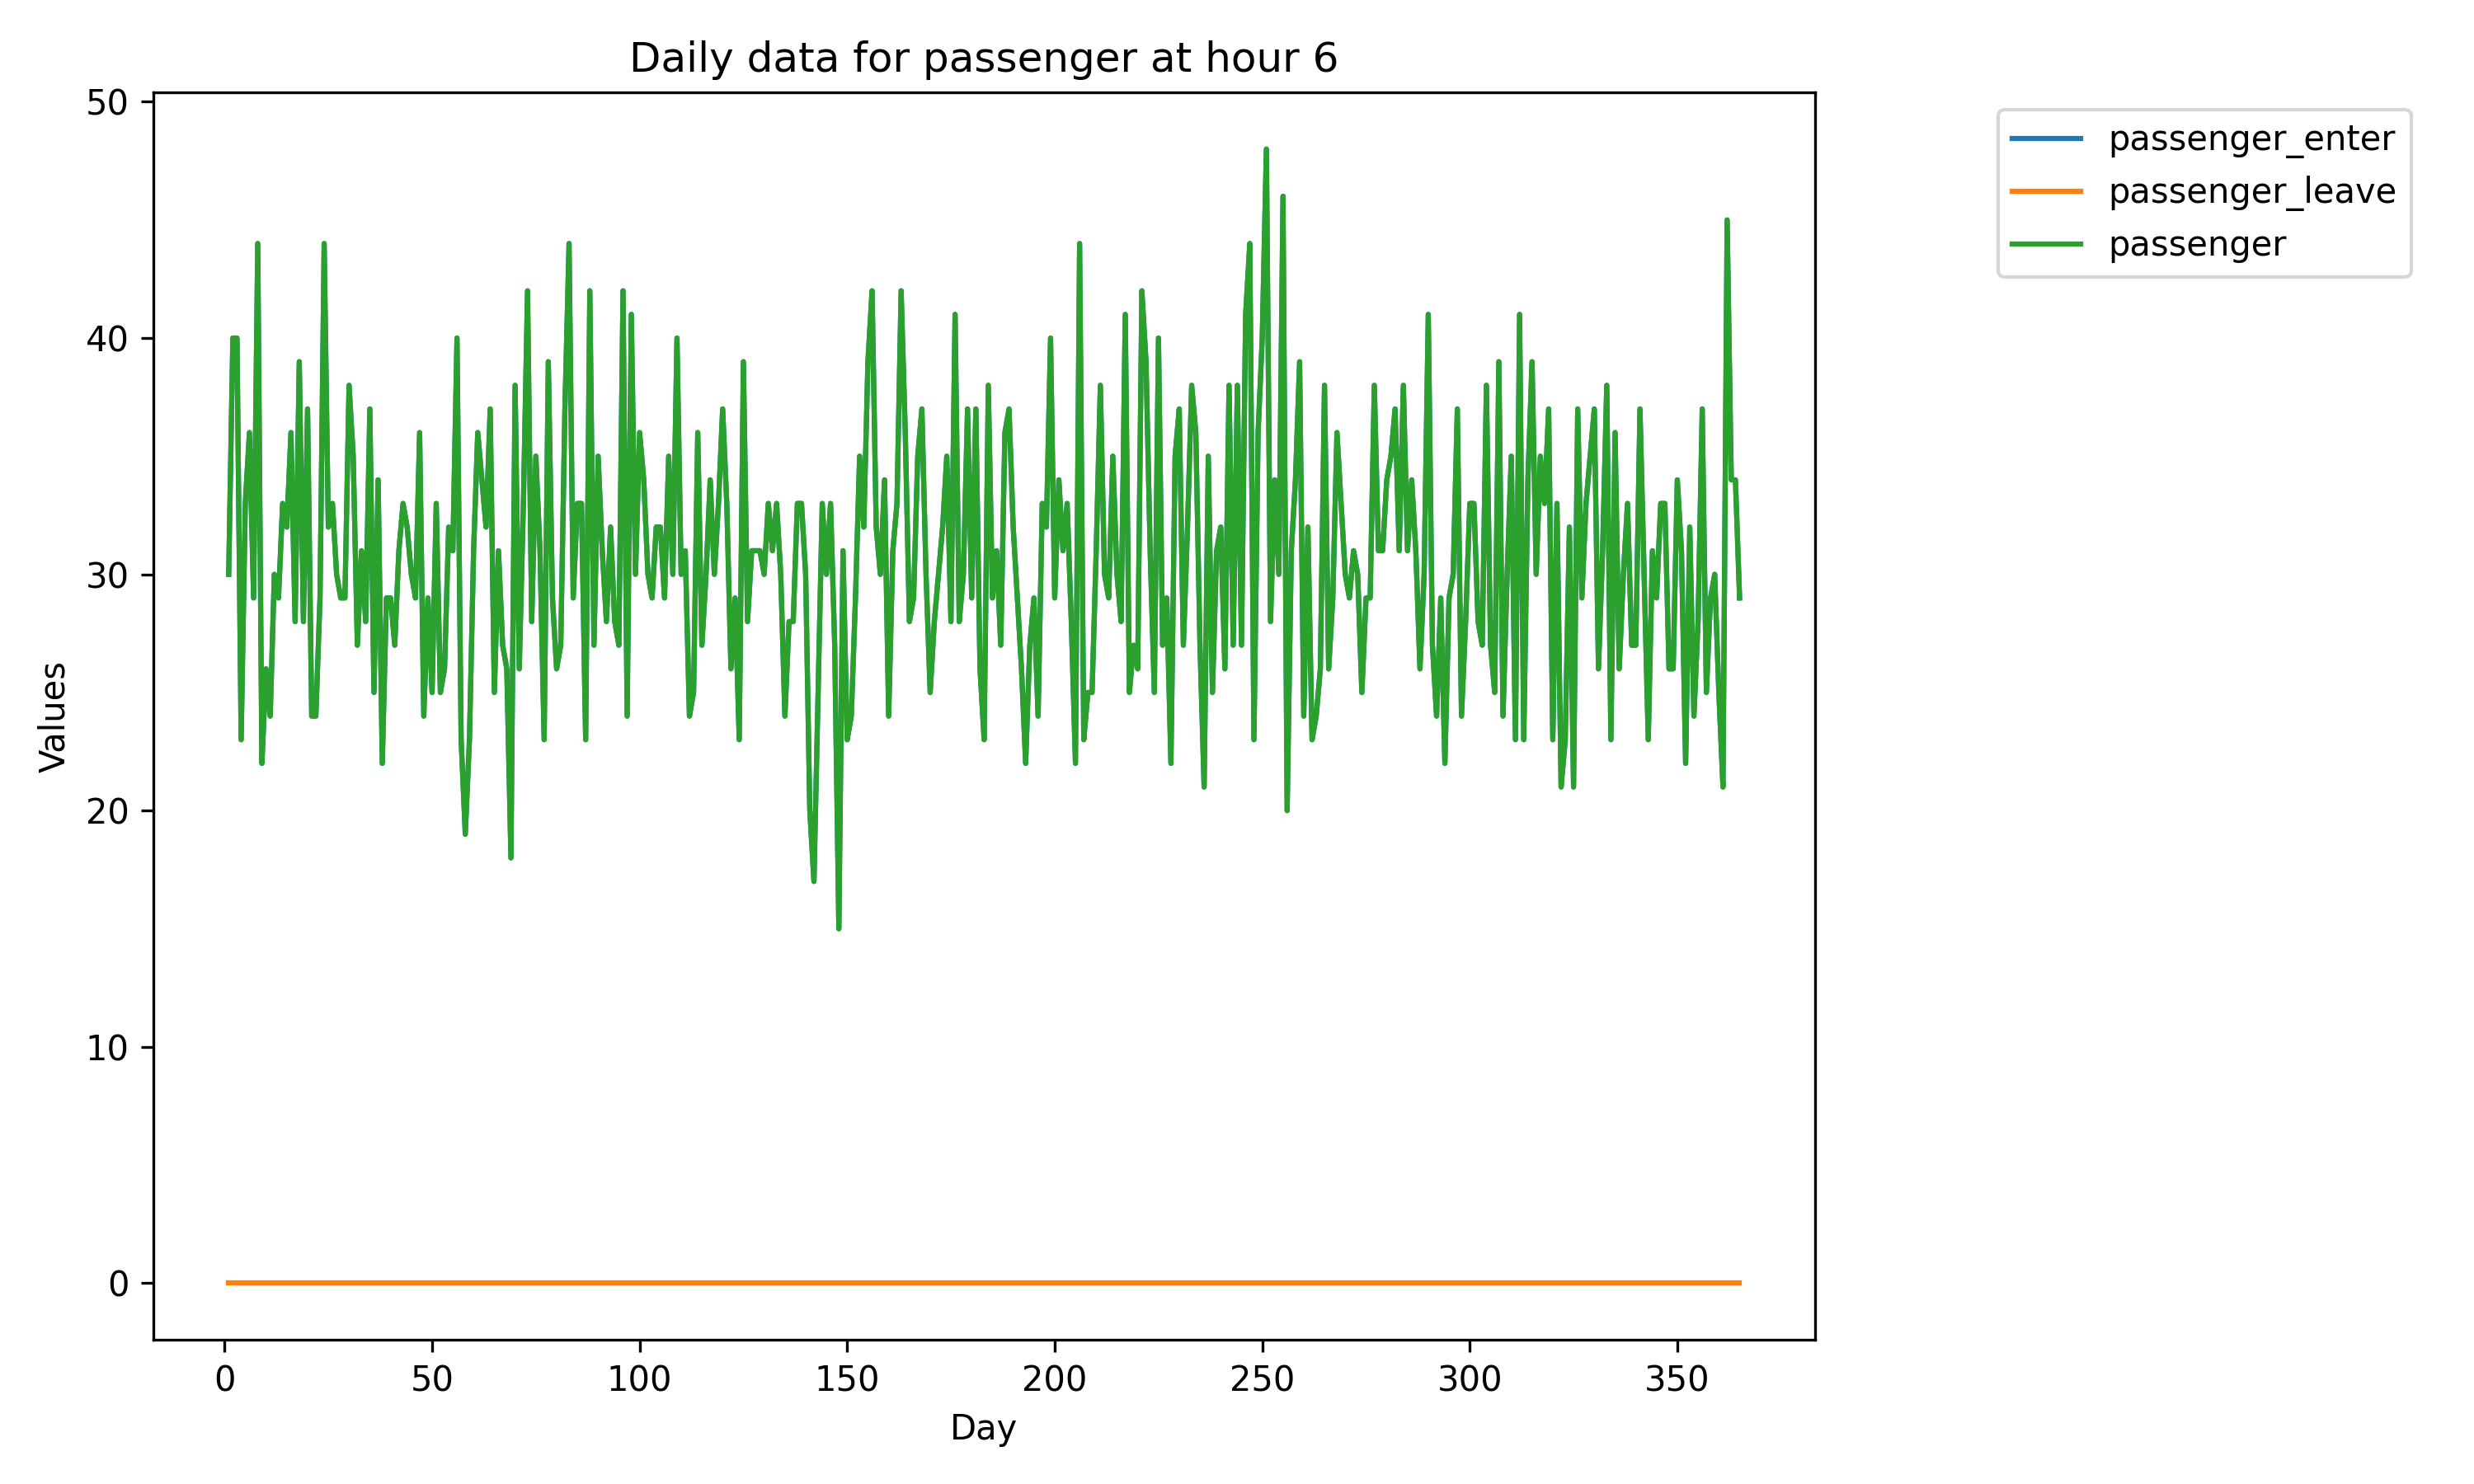 Daily data for passenger at hour 6
50
40
30
20
10
0
Values
0 50 100 150 200 250 300 350
Day
passenger_enter
passenger_leave
passenger